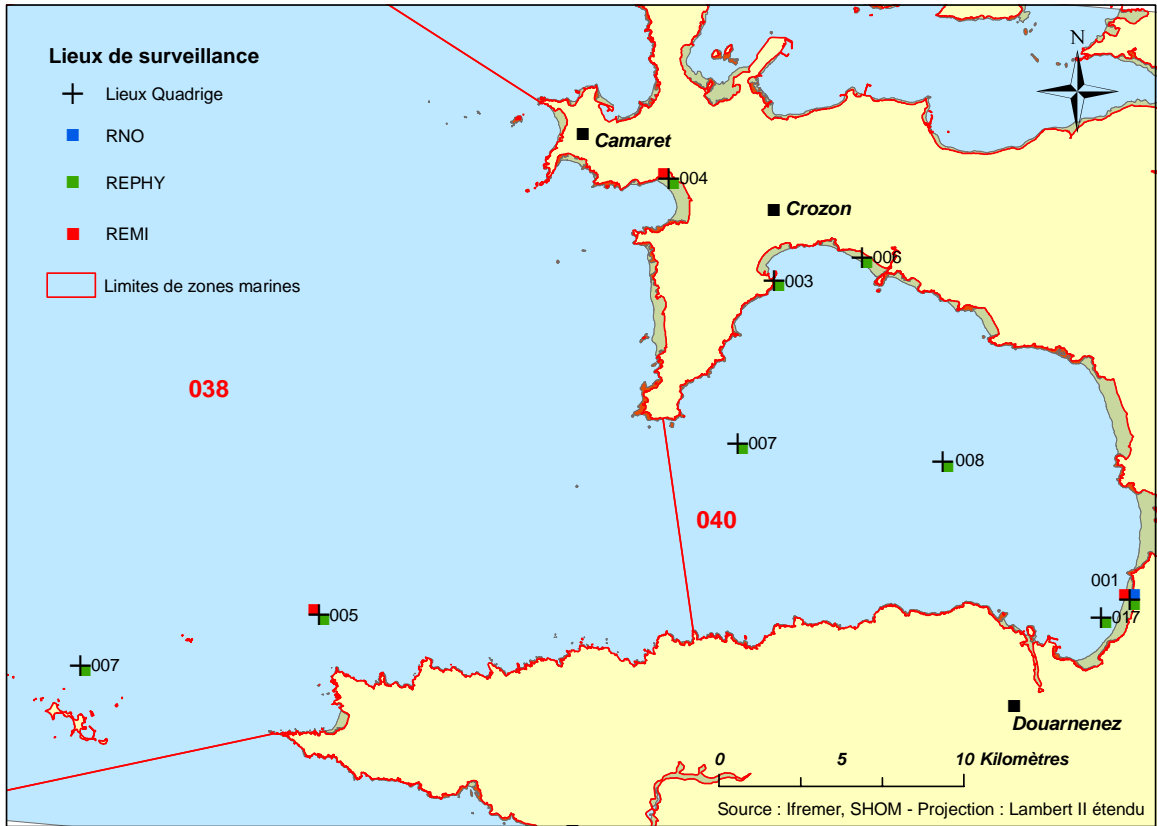 Lieux de surveillance
Lieux Quadrige
RNO
REPHY
REMI
Limites de zones marines
N
Camaret
004
Crozon
006
003
038
007
008
040
001
017
005
007
Douarnenez
0 5 10 Kilomètres
Source : Ifremer, SHOM - Projection : Lambert II étendu